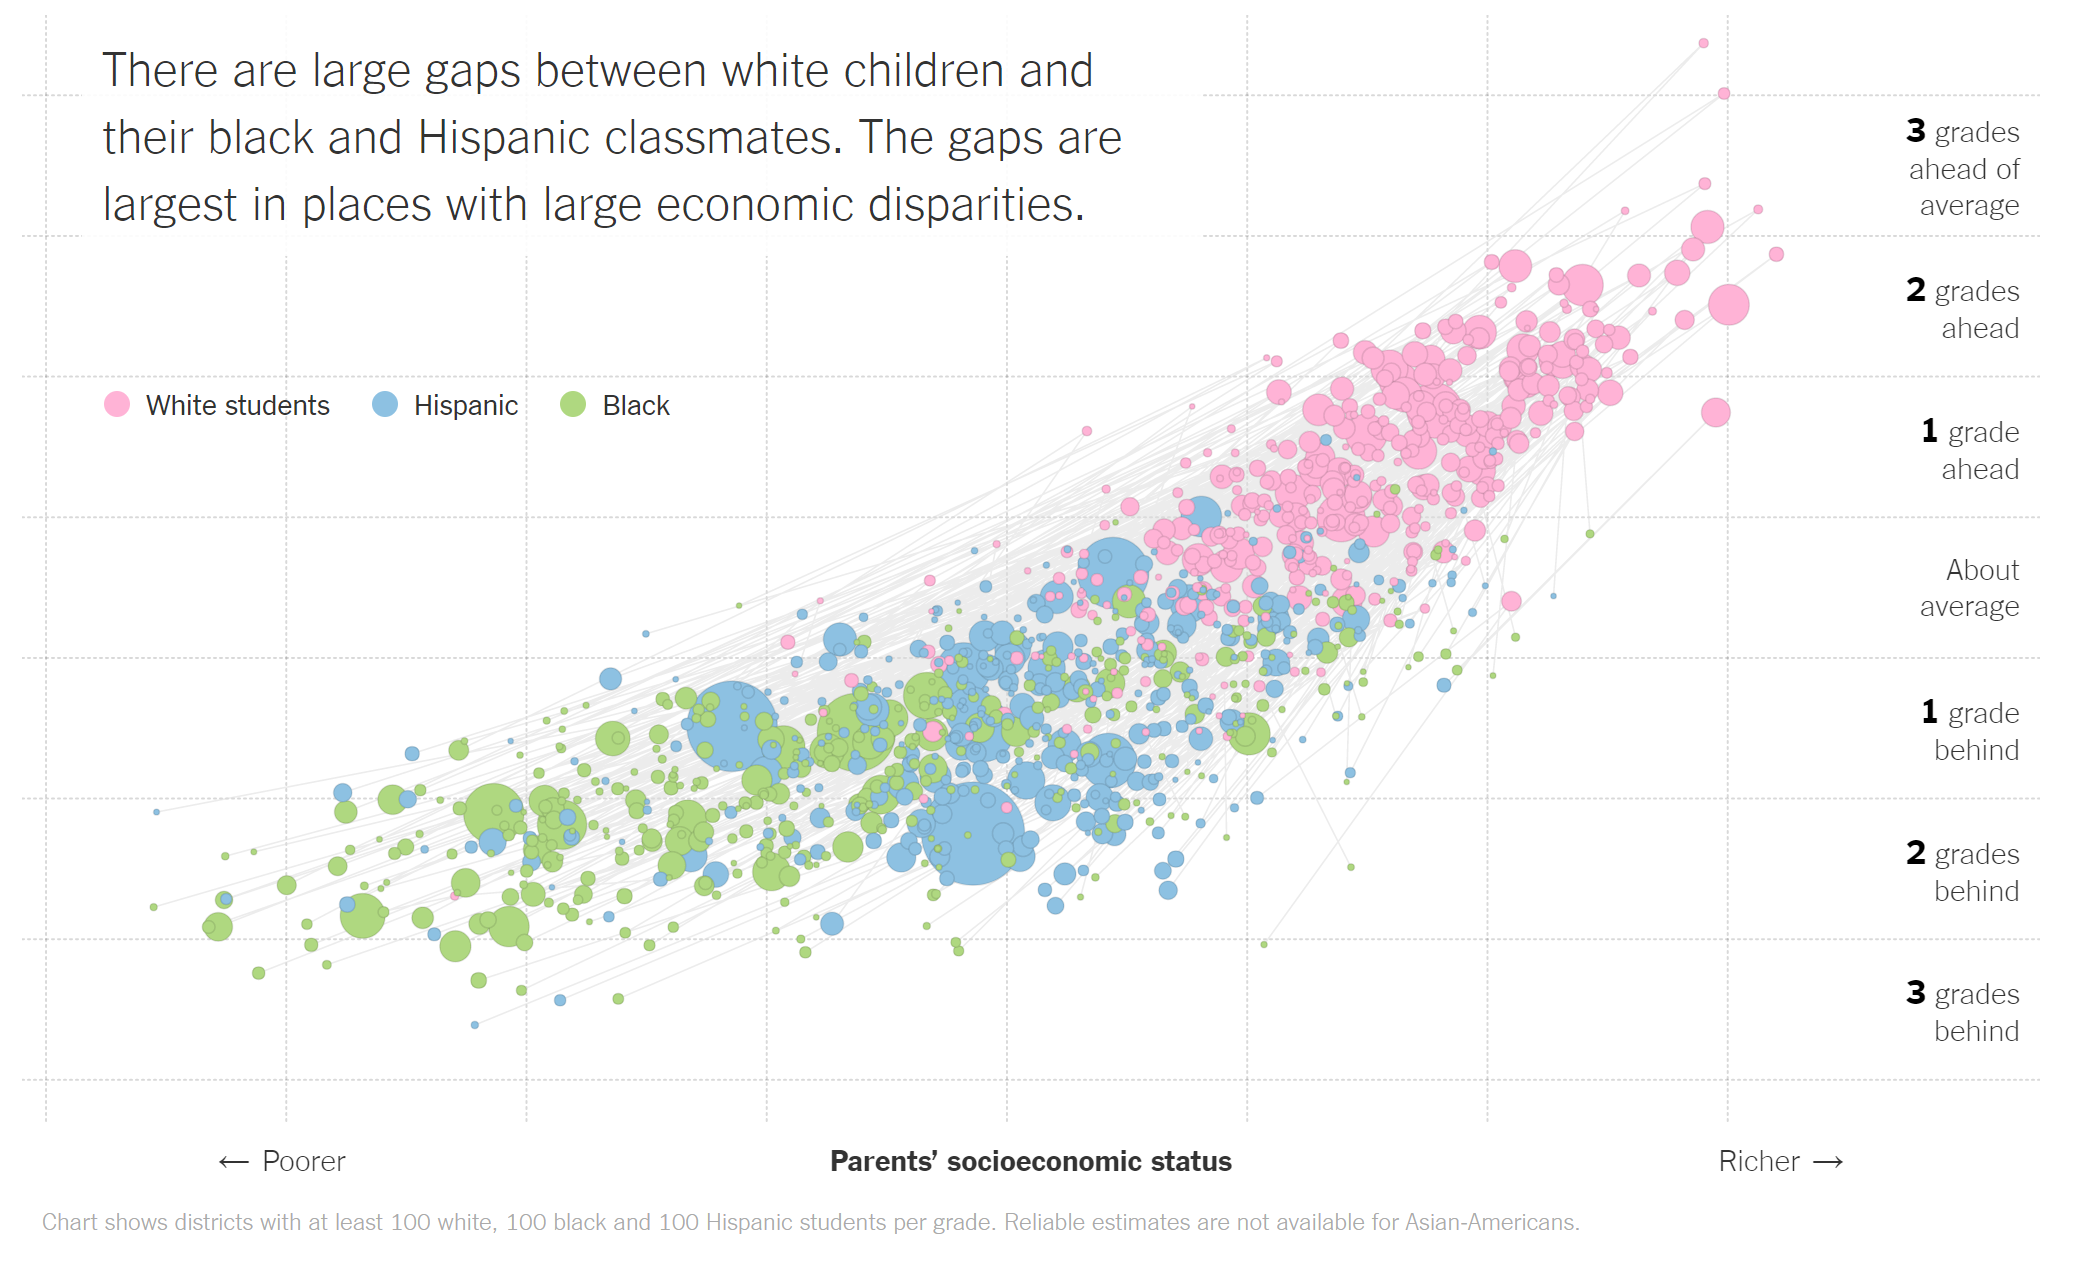 There are large gaps between white children and
their black and Hispanic classmates. The gaps are
largest in places with large economic disparities.
White students
Hispanic
Black
3 grades
ahead of
average
2 grades
ahead
1 grade
ahead
About
average
1 grade
behind
2 grades
behind
3 grades
behind
← Poorer
Parents’ socioeconomic status
Richer →
Chart shows districts with at least 100 white, 100 black and 100 Hispanic students per grade. Reliable estimates are not available for Asian-Americans.